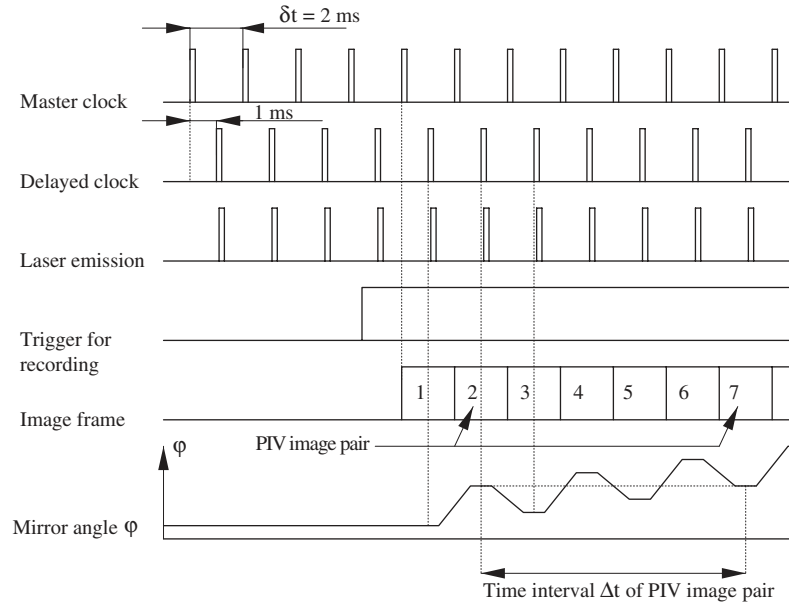 δt = 2 ms
Master clock
1 ms
Delayed clock
Laser emission
Trigger for
recording
1 2 3 4 5 6 7
Image frame
PIV image pair
φ
Mirror angle φ
Time interval Δt of PIV image pair